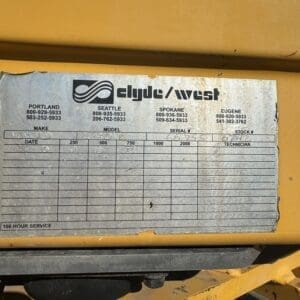 clyde/west
PORTLAND SEATTLE SPOKANE EUGENE
800-929-5933 800-935-5933 800-936-5933 800-826-5933
503-252-5933 206-762-5933 509-534-5933 541-302-3762
MAKE MODEL SERIAL # STOCK #
DATE 250 500 750 1000 2000 TECHNICIAN
100 HOUR SERVICE